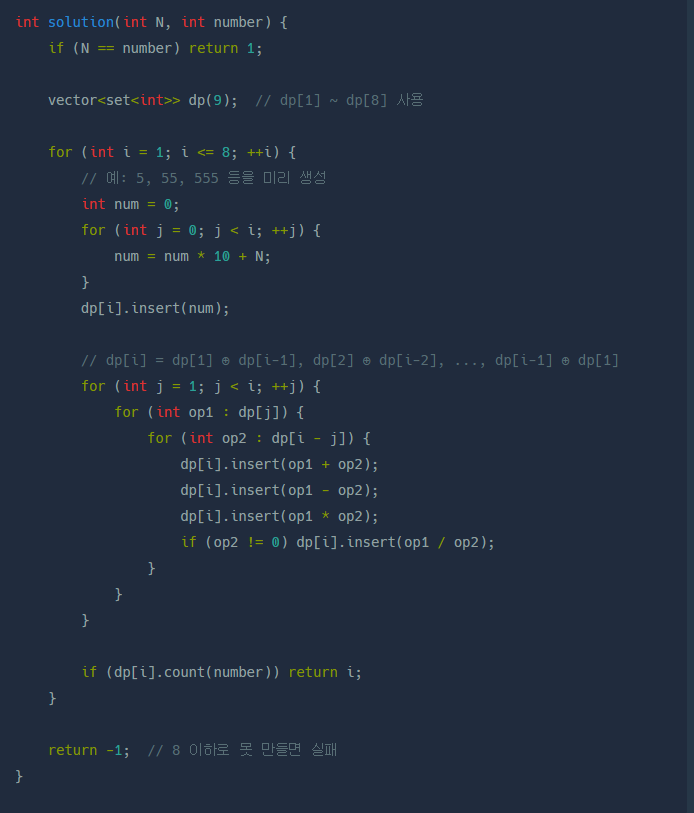 int solution(int N, int number) {
    if (N == number) return 1;
    vector<set<int>> dp(9);  // dp[1] ~ dp[8] 사용
    for (int i = 1; i <= 8; ++i) {
        // 예: 5, 55, 555 등을 미리 생성
        int num = 0;
        for (int j = 0; j < i; ++j) {
            num = num * 10 + N;
        }
        dp[i].insert(num);
        // dp[i] = dp[1] ⊕ dp[i-1], dp[2] ⊕ dp[i-2], ..., dp[i-1] ⊕ dp[1]
        for (int j = 1; j < i; ++j) {
            for (int op1 : dp[j]) {
                for (int op2 : dp[i - j]) {
                    dp[i].insert(op1 + op2);
                    dp[i].insert(op1 - op2);
                    dp[i].insert(op1 * op2);
                    if (op2 != 0) dp[i].insert(op1 / op2);
                }
            }
        }
        if (dp[i].count(number)) return i;
    }
    return -1;  // 8 이하로 못 만들면 실패
}